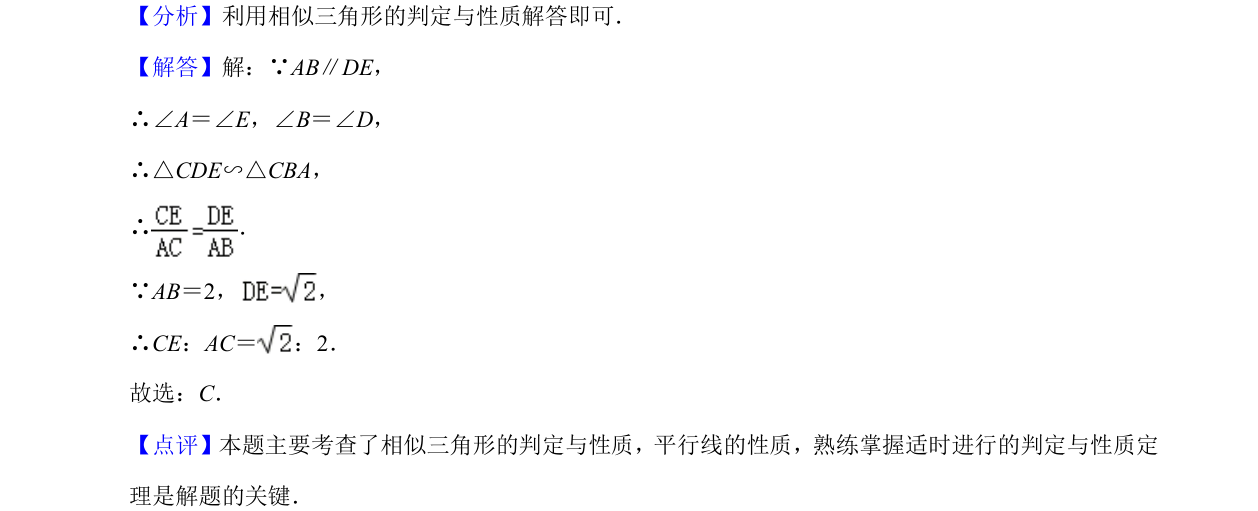 【分析】利用相似三角形的判定与性质解答即可.
【解答】解：∵AB∥DE，
∴∠A＝∠E，∠B＝∠D，
∴△CDE∽△CBA，
∴CE/AC=DE/AB.
∵AB＝2，DE=√2，
∴CE：AC＝√2：2.
故选：C.
【点评】本题主要考查了相似三角形的判定与性质，平行线的性质，熟练掌握适时进行的判定与性质定
理是解题的关键.